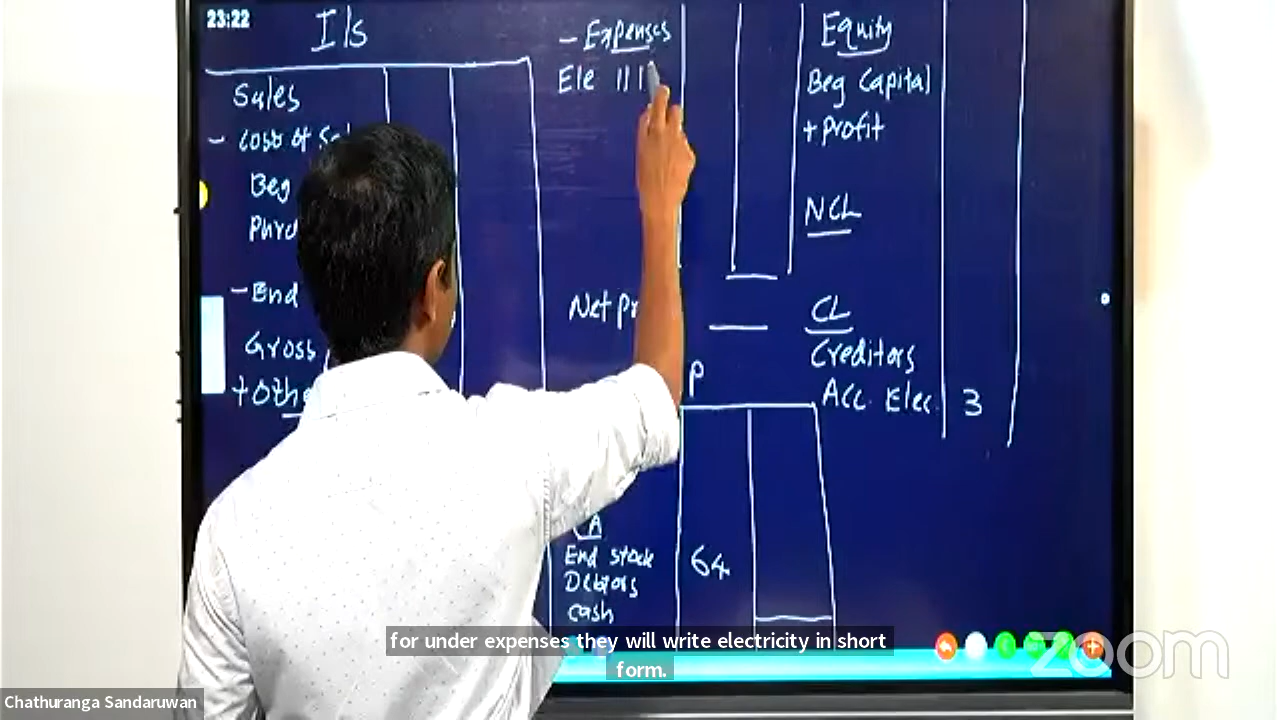 23:22
I/s
Sales
- Cost of
Beg
Purc
- End
Gross
+ Othe
- Expenses
Ele 111
Net Pr
P
CA
End stock
Debtors
Cash
64
Equity
Beg Capital
+ Profit
NCL
CL
Creditors
Acc. Elec. 3
for under expenses they will write electricity in short
form.
zoom
Chathuranga Sandaruwan